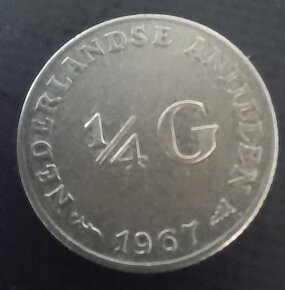 NEDERLANDSE ANTILLEN
1/4 G
1967